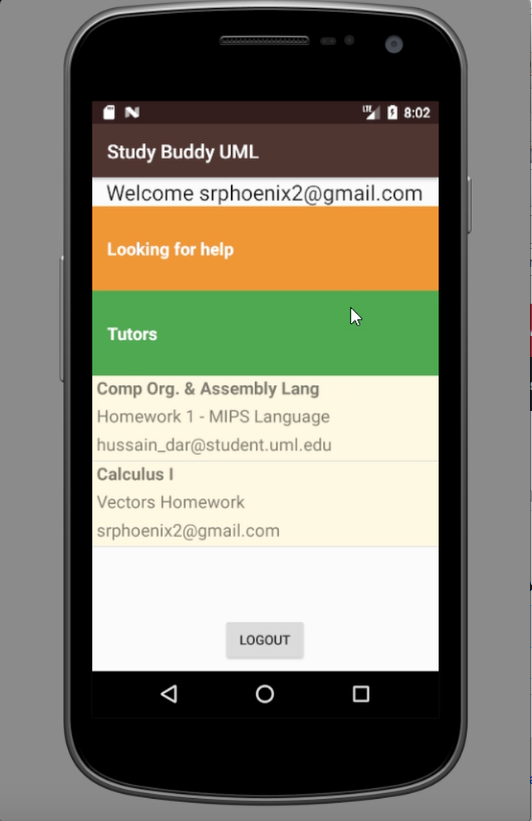 LTE 8:02
Study Buddy UML
Welcome srphoenix2@gmail.com
Looking for help
Tutors
Comp Org. & Assembly Lang
Homework 1 - MIPS Language
hussain_dar@student.uml.edu
Calculus I
Vectors Homework
srphoenix2@gmail.com
LOGOUT